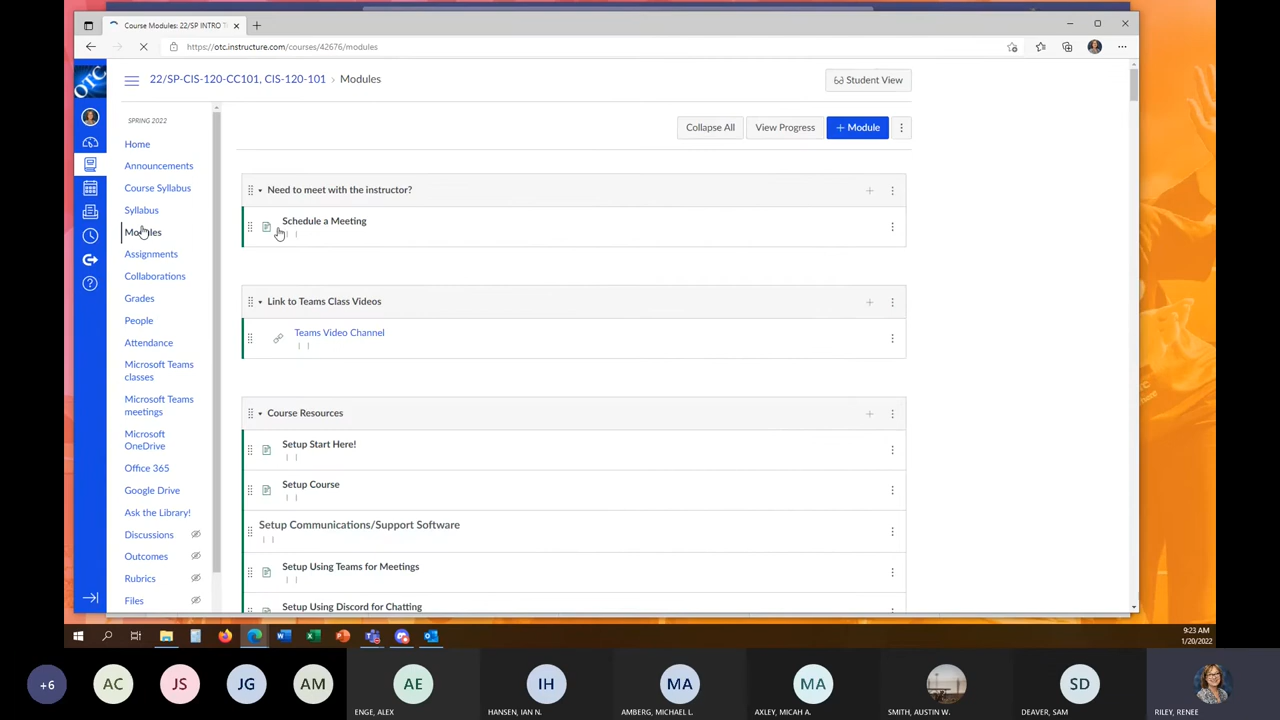 Course Modules: 22/SP INTRO T
https://otc.instructure.com/courses/42676/modules
OTC
22/SP-CIS-120-CC101, CIS-120-101 > Modules
Student View
SPRING 2022
Home
Announcements
Course Syllabus
Syllabus
Modules
Assignments
Collaborations
Grades
People
Attendance
Microsoft Teams
classes
Microsoft Teams
meetings
Microsoft
OneDrive
Office 365
Google Drive
Ask the Library!
Discussions
Outcomes
Rubrics
Files
Collapse All
View Progress
+ Module
Need to meet with the instructor?
Schedule a Meeting
Link to Teams Class Videos
Teams Video Channel
Course Resources
Setup Start Here!
Setup Course
Setup Communications/Support Software
Setup Using Teams for Meetings
Setup Using Discord for Chatting
9:23 AM
1/20/2022
+6
AC
JS
JG
AM
AE
IH
MA
MA
SD
ENGE, ALEX
HANSEN, IAN N.
AMBERG, MICHAEL L.
AXLEY, MICAH A.
SMITH, AUSTIN W.
DEAVER, SAM
RILEY, RENEE